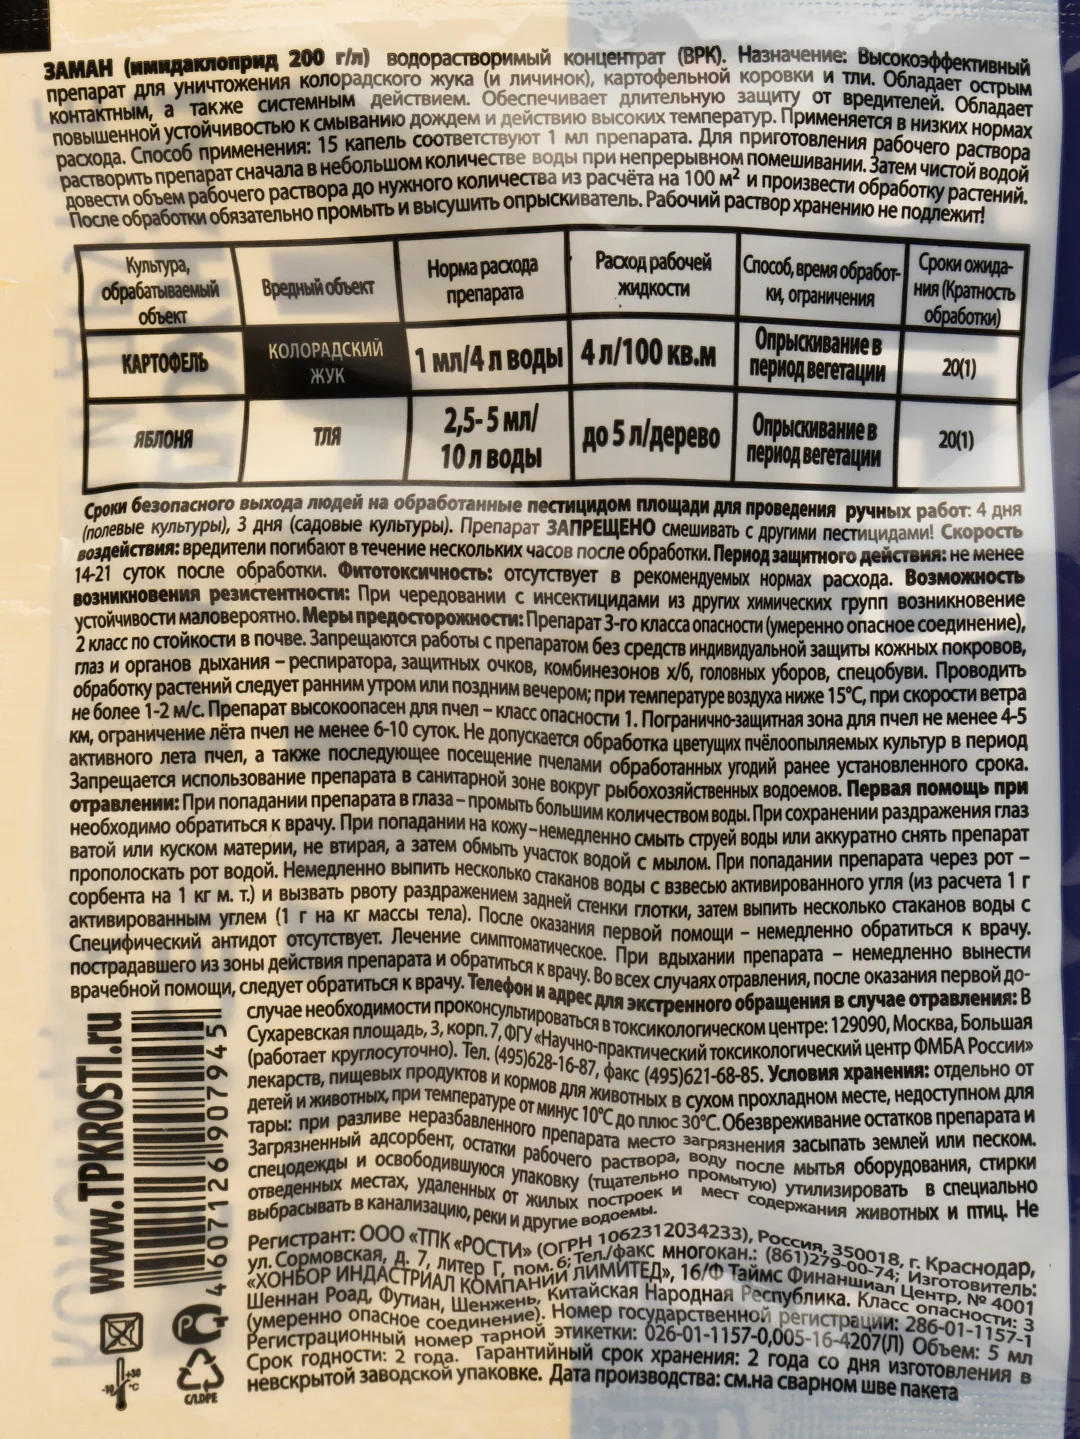 ЗАМАН (имидаклоприд 200 г/л) водорастворимый концентрат (ВРК). Назначение: Высокоэффективный
препарат для уничтожения колорадского жука (и личинок), картофельной коровки и тли. Обладает острым
контактным, а также системным действием. Обеспечивает длительную защиту от вредителей. Обладает
повышенной устойчивостью к смыванию дождем и действию высоких температур. Применяется в низких нормах
расхода. Способ применения: 15 капель соответствуют 1 мл препарата. Для приготовления рабочего раствора
растворить препарат сначала в небольшом количестве воды при непрерывном помешивании. Затем чистой водой
довести объем рабочего раствора до нужного количества из расчёта на 100 м² и произвести обработку растений.
После обработки обязательно промыть и высушить опрыскиватель. Рабочий раствор хранению не подлежит!
Культура, обрабатываемый объект
Вредный объект
Норма расхода препарата
Расход рабочей жидкости
Способ, время обработ-ки, ограничения
Сроки ожида-ния (Кратность обработки)
КАРТОФЕЛЬ
КОЛОРАДСКИЙ ЖУК
1 мл/4 л воды
4 л/100 кв.м
Опрыскивание в период вегетации
20(1)
ЯБЛОНЯ
ТЛЯ
2,5- 5 мл/ 10 л воды
до 5 л/дерево
Опрыскивание в период вегетации
20(1)
Сроки безопасного выхода людей на обработанные пестицидом площади для проведения ручных работ: 4 дня
(полевые культуры), 3 дня (садовые культуры). Препарат ЗАПРЕЩЕНО смешивать с другими пестицидами! Скорость
воздействия: вредители погибают в течение нескольких часов после обработки. Период защитного действия: не менее
14-21 суток после обработки. Фитотоксичность: отсутствует в рекомендуемых нормах расхода. Возможность
возникновения резистентности: При чередовании с инсектицидами из других химических групп возникновение
устойчивости маловероятно. Меры предосторожности: Препарат 3-го класса опасности (умеренно опасное соединение),
2 класс по стойкости в почве. Запрещаются работы с препаратом без средств индивидуальной защиты кожных покровов,
глаз и органов дыхания – респиратора, защитных очков, комбинезонов х/б, головных уборов, спецобуви. Проводить
обработку растений следует ранним утром или поздним вечером; при температуре воздуха ниже 15°С, при скорости ветра
не более 1-2 м/с. Препарат высокоопасен для пчел – класс опасности 1. Погранично-защитная зона для пчел не менее 4-5
км, ограничение лёта пчел не менее 6-10 суток. Не допускается обработка цветущих пчёлоопыляемых культур в период
активного лета пчел, а также последующее посещение пчелами обработанных угодий ранее установленного срока.
Запрещается использование препарата в санитарной зоне вокруг рыбохозяйственных водоемов. Первая помощь при
отравлении: При попадании препарата в глаза – промыть большим количеством воды. При сохранении раздражения глаз
необходимо обратиться к врачу. При попадании на кожу – немедленно смыть струей воды или аккуратно снять препарат
ватой или куском материи, не втирая, а затем обмыть участок водой с мылом. При попадании препарата через рот –
прополоскать рот водой. Немедленно выпить несколько стаканов воды с взвесью активированного угля (из расчета 1 г
сорбента на 1 кг м. т.) и вызвать рвоту раздражением задней стенки глотки, затем выпить несколько стаканов воды с
активированным углем (1 г на кг массы тела). После оказания первой помощи – немедленно обратиться к врачу.
Специфический антидот отсутствует. Лечение симптоматическое. При вдыхании препарата – немедленно вынести
пострадавшего из зоны действия препарата и обратиться к врачу. Во всех случаях отравления, после оказания первой до-
врачебной помощи, следует обратиться к врачу. Телефон и адрес для экстренного обращения в случае отравления: В
случае необходимости проконсультироваться в токсикологическом центре: 129090, Москва, Большая
Сухаревская площадь, 3, корп. 7, ФГУ «Научно-практический токсикологический центр ФМБА России»
(работает круглосуточно). Тел. (495)628-16-87, факс (495)621-68-85. Условия хранения: отдельно от
лекарств, пищевых продуктов и кормов для животных в сухом прохладном месте, недоступном для
детей и животных, при температуре от минус 10°С до плюс 30°С. Обезвреживание остатков препарата и
тары: при разливе неразбавленного препарата место загрязнения засыпать землей или песком.
Загрязненный адсорбент, остатки рабочего раствора, воду после мытья оборудования, стирки
спецодежды и освободившуюся упаковку (тщательно промытую) утилизировать в специально
отведенных местах, удаленных от жилых построек и мест содержания животных и птиц. Не
выбрасывать в канализацию, реки и другие водоемы.
Регистрант: ООО «ТПК «РОСТИ» (ОГРН 1062312034233), Россия, 350018, г. Краснодар,
ул. Сормовская, д. 7, литер Г, пом. 6; Тел./факс многокан.: (861)279-00-74; Изготовитель:
«ХОНБОР ИНДАСТРИАЛ КОМПАНИ ЛИМИТЕД», 16/Ф Таймс Финаншиал Центр, № 4001
Шеннан Роад, Футиан, Шенжень, Китайская Народная Республика. Класс опасности: 3
(умеренно опасное соединение). Номер государственной регистрации: 286-01-1157-1
Регистрационный номер тарной этикетки: 026-01-1157-0,005-16-4207(Л) Объем: 5 мл
Срок годности: 2 года. Гарантийный срок хранения: 2 года со дня изготовления в
невскрытой заводской упаковке. Дата производства: см.на сварном шве пакета
www.TPKROSTI.ru
4 607126 907945
РСТ
-10 +30 °С
C/LDPE